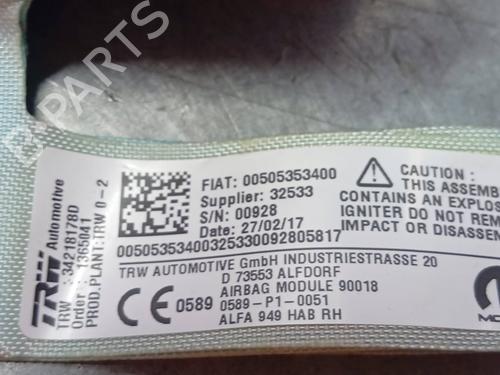 B-PARTS
TRW Automotive
TRW : 34218178D
Order : 1365041
PROD.PLANT:TRW 0-2
FIAT: 00505353400
Supplier: 32533
S/N: 00928
Date: 27/02/17
00505353400325330092805817
TRW AUTOMOTIVE GmbH INDUSTRIESTRASSE 20
D 73553 ALFDORF
AIRBAG MODULE 90018
CE 0589 0589-P1-0051
ALFA 949 HAB RH
CAUTION :
THIS ASSEMB
CONTAINS AN EXPLOS
IGNITER DO NOT REM
IMPACT OR DISASSEM